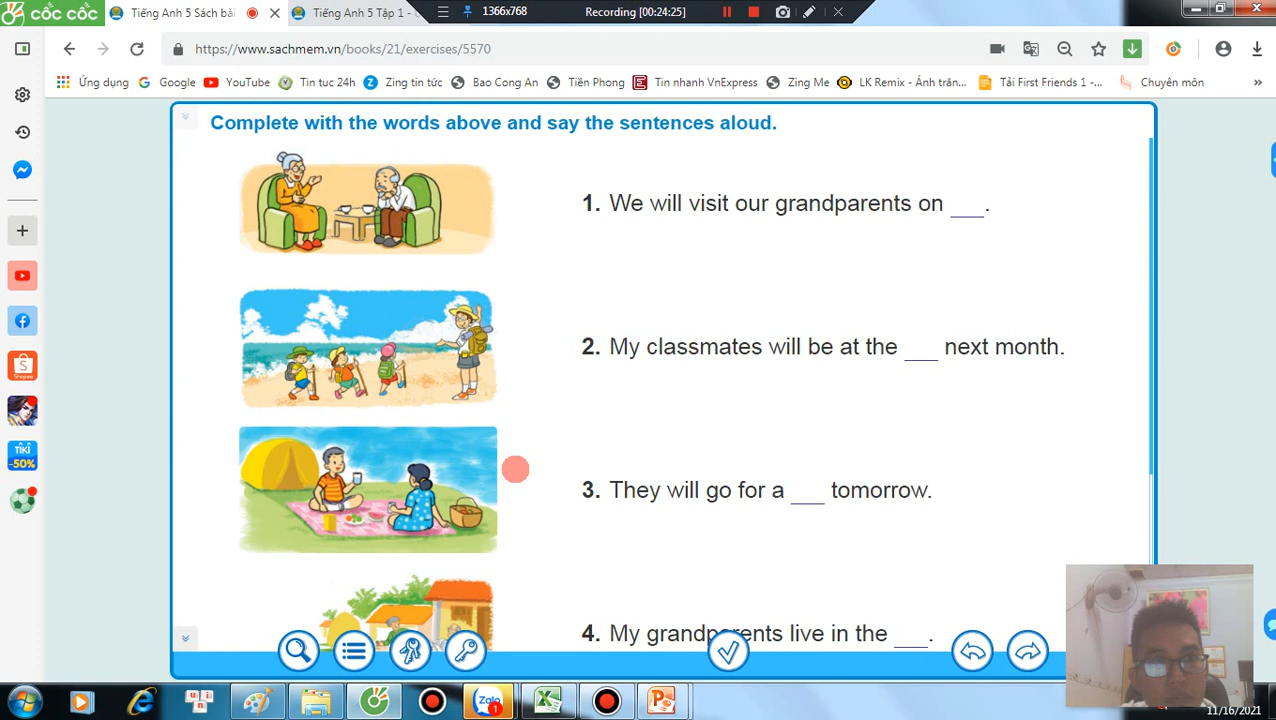 cốc cốc
Tiếng Anh 5 Sách bài
Tiếng Anh 5 Tập 1 -
1366x768
Recording [00:24:25]
https://www.sachmem.vn/books/21/exercises/5570
Ứng dụng
Google
YouTube
Tin tuc 24h
Zing tin tức
Bao Cong An
Tiền Phong
Tin nhanh VnExpress
Zing Me
LK Remix - Ảnh trăn...
Tải First Friends 1 -...
Chuyên môn
Complete with the words above and say the sentences aloud.
1. We will visit our grandparents on ___.
2. My classmates will be at the ___ next month.
3. They will go for a ___ tomorrow.
4. My grandparents live in the ___.
Shopee
TIKI
-50%
Zalo
1
11/16/2021